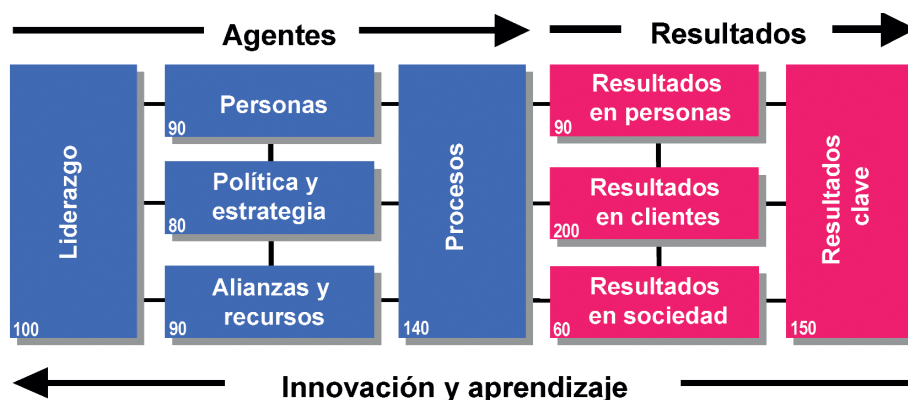 Agentes
Resultados
Liderazgo
100
Personas
90
Política y
estrategia
80
Alianzas y
recursos
90
Procesos
140
Resultados
en personas
90
Resultados
en clientes
200
Resultados
en sociedad
60
Resultados
clave
150
Innovación y aprendizaje